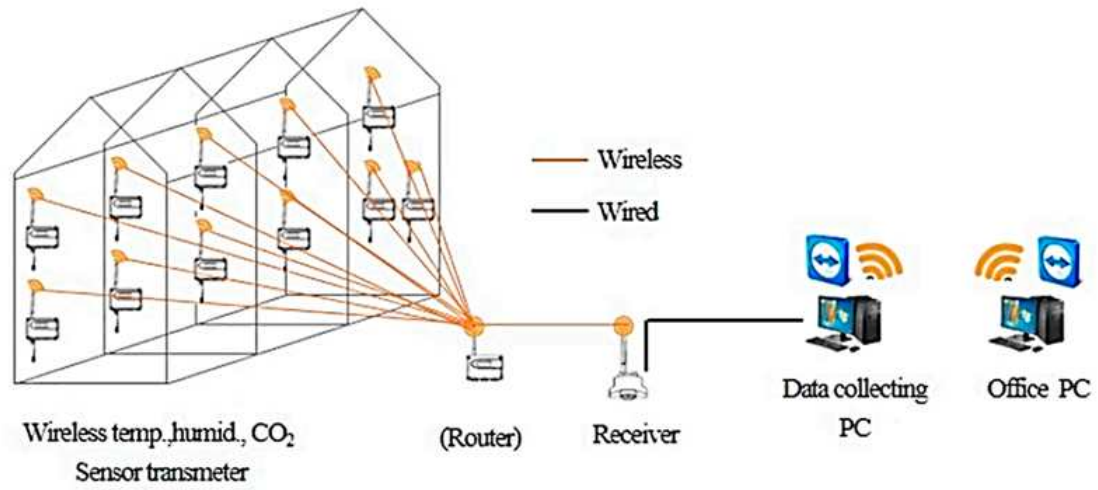 Wireless
Wired
Wireless temp.,humid., CO₂
Sensor transmeter
(Router)
Receiver
Data collecting
PC
Office PC